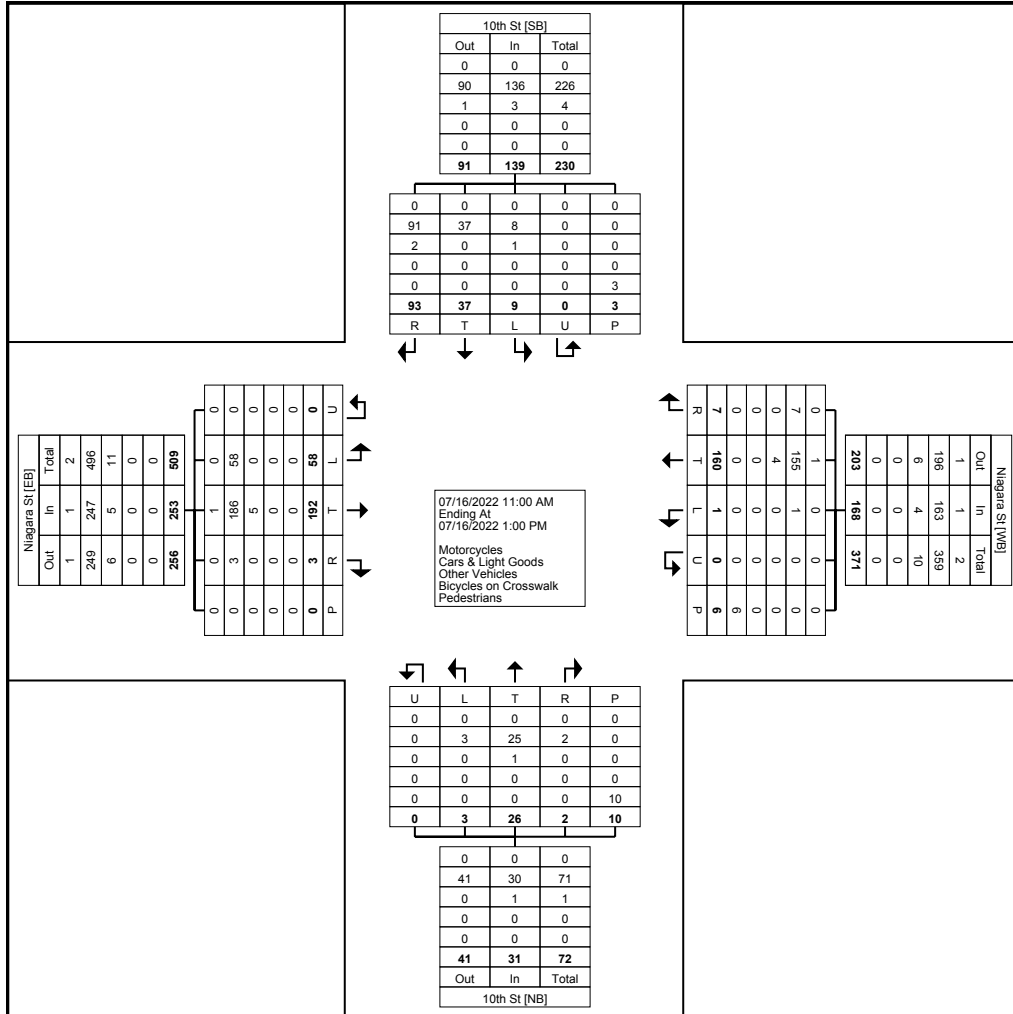 10th St [SB]
Out In Total
0 0 0
90 136 226
1 3 4
0 0 0
0 0 0
91 139 230
0 0 0 0 0
91 37 8 0 0
2 0 1 0 0
0 0 0 0 0
0 0 0 0 3
93 37 9 0 3
R T L U P
U L T R P
0 58 192 3 0
0 0 0 0 0
0 0 0 0 0
0 0 5 0 0
0 58 186 3 0
0 0 1 0 0
509 253 256
0 0 0
0 0 0
11 5 6
496 247 249
2 1 1
Total In Out
Niagara St [EB]
07/16/2022 11:00 AM
Ending At
07/16/2022 1:00 PM
Motorcycles
Cars & Light Goods
Other Vehicles
Bicycles on Crosswalk
Pedestrians
Niagara St [WB]
Out In Total
1 1 2
196 163 359
6 4 10
0 0 0
0 0 0
203 168 371
0 1 0 0 0
7 155 1 0 0
0 4 0 0 0
0 0 0 0 0
0 0 0 0 6
7 160 1 0 6
R T L U P
U L T R P
0 0 0 0 0
0 3 25 2 0
0 0 1 0 0
0 0 0 0 0
0 0 0 0 10
0 3 26 2 10
0 0 0
41 30 71
0 1 1
0 0 0
0 0 0
41 31 72
Out In Total
10th St [NB]